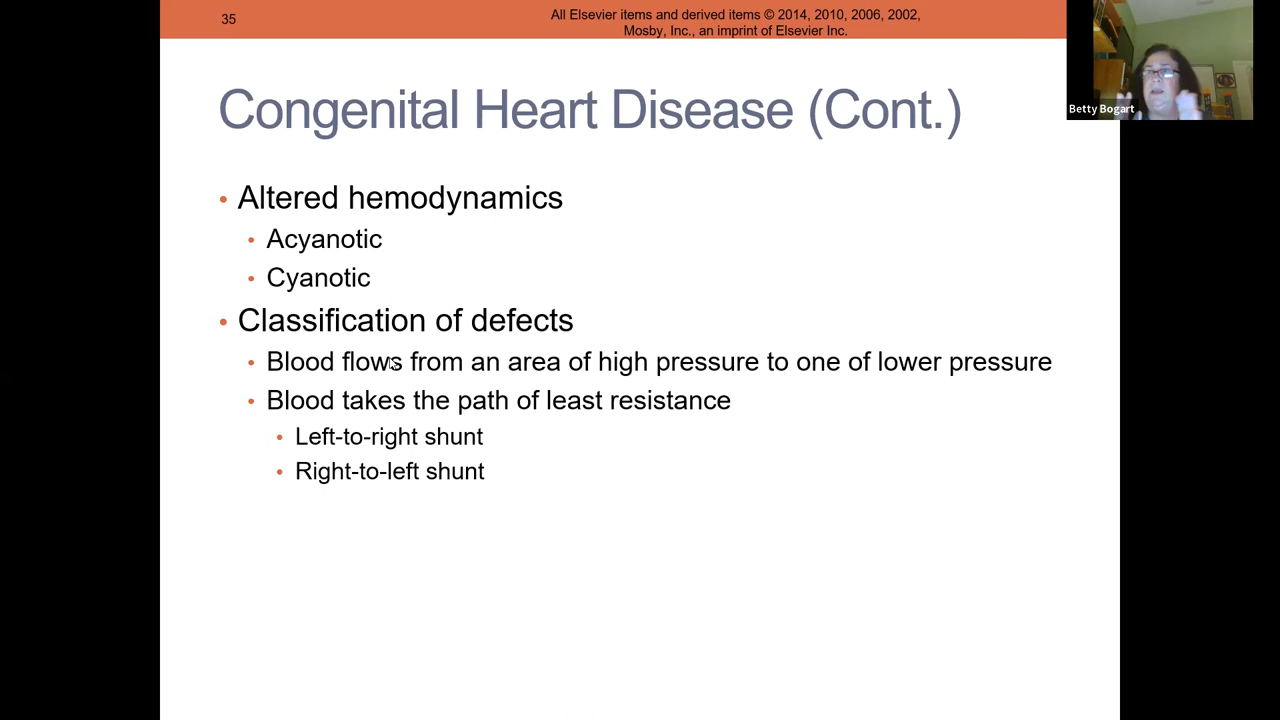 35
All Elsevier items and derived items © 2014, 2010, 2006, 2002,
Mosby, Inc., an imprint of Elsevier Inc.
Betty Bogart
Congenital Heart Disease (Cont.)
• Altered hemodynamics
• Acyanotic
• Cyanotic
• Classification of defects
• Blood flows from an area of high pressure to one of lower pressure
• Blood takes the path of least resistance
• Left-to-right shunt
• Right-to-left shunt